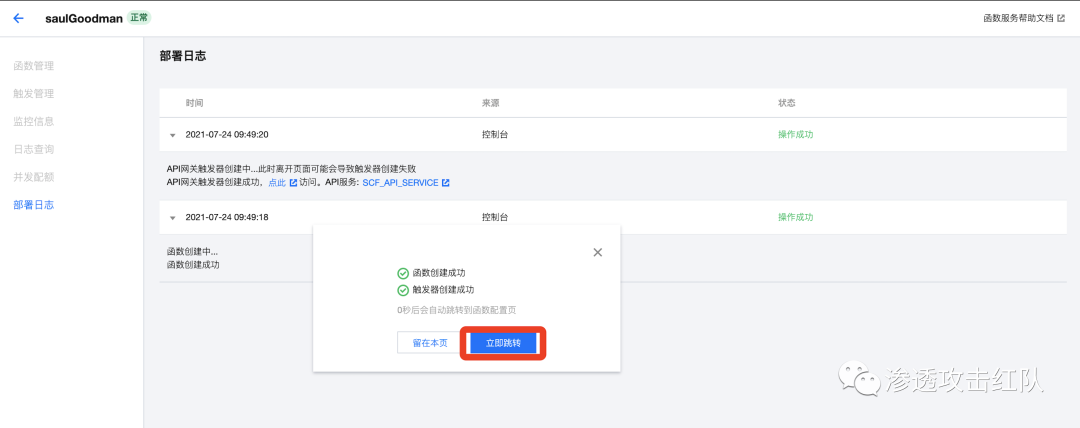 saulGoodman 正常
函数服务帮助文档
函数管理
触发管理
监控信息
日志查询
并发配额
部署日志
部署日志
时间 来源 状态
2021-07-24 09:49:20 控制台 操作成功
API网关触发器创建中...此时离开页面可能会导致触发器创建失败
API网关触发器创建成功，点此 访问。API服务: SCF_API_SERVICE
2021-07-24 09:49:18 控制台 操作成功
函数创建中...
函数创建成功
函数创建成功
触发器创建成功
0秒后会自动跳转到函数配置页
留在本页 立即跳转
渗透攻击红队